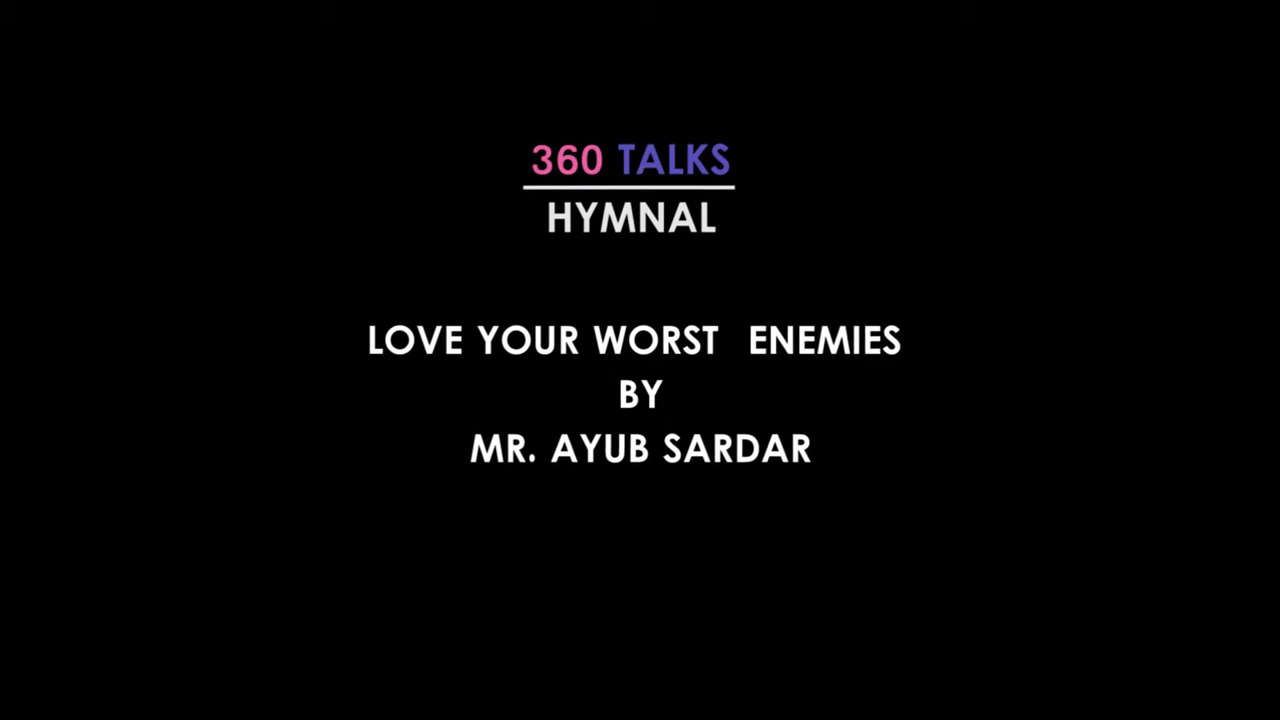 360 TALKS
HYMNAL
LOVE YOUR WORST  ENEMIES
BY
MR. AYUB SARDAR